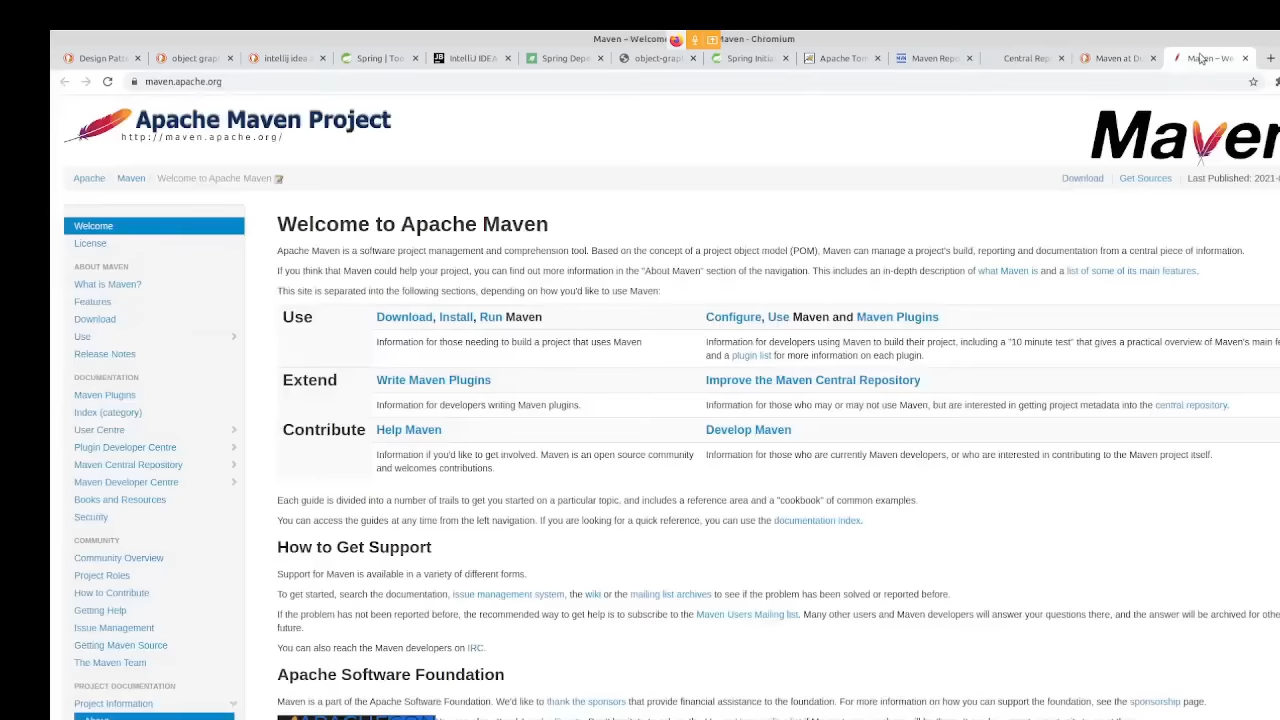 Maven – Welcome Maven - Chromium
Design Patte object grap intellij idea Spring | Too IntelliJ IDEA Spring Depe object-grapl Spring Initia Apache Tom Maven Repo Central Rep Maven at Du Maven – We
maven.apache.org
Apache Maven Project
http://maven.apache.org/
Maven
Apache Maven Welcome to Apache Maven
Download Get Sources Last Published: 2021-
Welcome
License
ABOUT MAVEN
What is Maven?
Features
Download
Use
Release Notes
DOCUMENTATION
Maven Plugins
Index (category)
User Centre
Plugin Developer Centre
Maven Central Repository
Maven Developer Centre
Books and Resources
Security
COMMUNITY
Community Overview
Project Roles
How to Contribute
Getting Help
Issue Management
Getting Maven Source
The Maven Team
PROJECT DOCUMENTATION
Project Information
About
Welcome to Apache Maven
Apache Maven is a software project management and comprehension tool. Based on the concept of a project object model (POM), Maven can manage a project's build, reporting and documentation from a central piece of information.
If you think that Maven could help your project, you can find out more information in the "About Maven" section of the navigation. This includes an in-depth description of what Maven is and a list of some of its main features.
This site is separated into the following sections, depending on how you'd like to use Maven:
Use Download, Install, Run Maven Configure, Use Maven and Maven Plugins
Information for those needing to build a project that uses Maven Information for developers using Maven to build their project, including a "10 minute test" that gives a practical overview of Maven's main fe
and a plugin list for more information on each plugin.
Extend Write Maven Plugins Improve the Maven Central Repository
Information for developers writing Maven plugins. Information for those who may or may not use Maven, but are interested in getting project metadata into the central repository.
Contribute Help Maven Develop Maven
Information if you'd like to get involved. Maven is an open source community Information for those who are currently Maven developers, or who are interested in contributing to the Maven project itself.
and welcomes contributions.
Each guide is divided into a number of trails to get you started on a particular topic, and includes a reference area and a "cookbook" of common examples.
You can access the guides at any time from the left navigation. If you are looking for a quick reference, you can use the documentation index.
How to Get Support
Support for Maven is available in a variety of different forms.
To get started, search the documentation, issue management system, the wiki or the mailing list archives to see if the problem has been solved or reported before.
If the problem has not been reported before, the recommended way to get help is to subscribe to the Maven Users Mailing list. Many other users and Maven developers will answer your questions there, and the answer will be archived for othe
future.
You can also reach the Maven developers on IRC.
Apache Software Foundation
Maven is a part of the Apache Software Foundation. We'd like to thank the sponsors that provide financial assistance to the foundation. For more information on how you can support the foundation, see the sponsorship page.